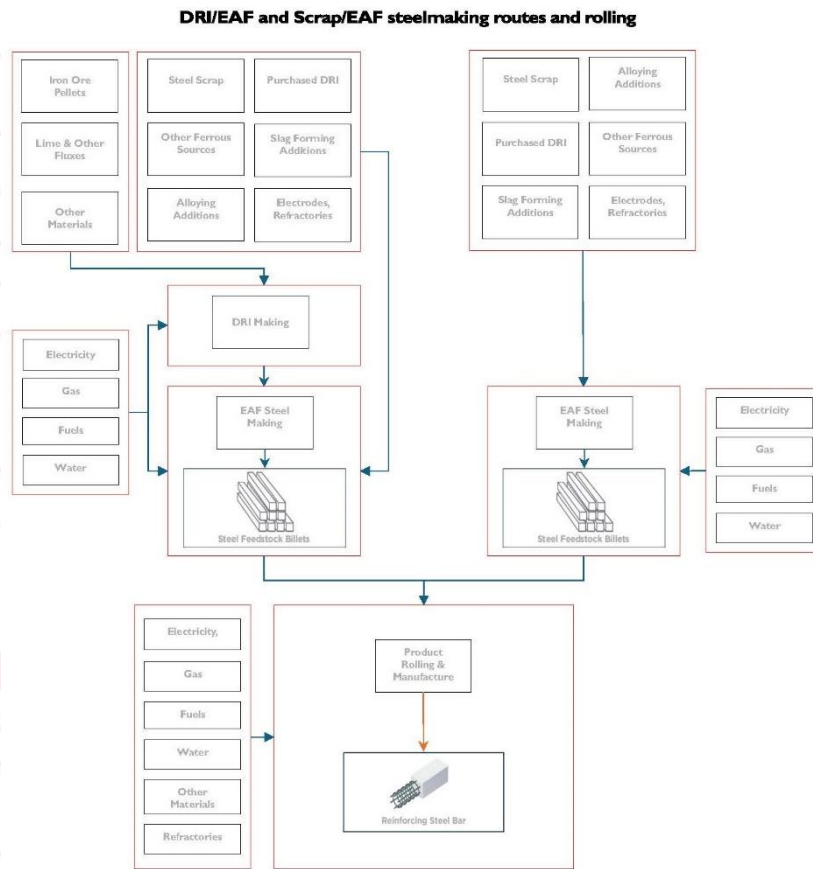 DRI/EAF and Scrap/EAF steelmaking routes and rolling
Iron Ore
Pellets
Lime & Other
Fluxes
Other
Materials
Steel Scrap
Purchased DRI
Other Ferrous
Sources
Slag Forming
Additions
Alloying
Additions
Electrodes,
Refractories
Steel Scrap
Alloying
Additions
Purchased DRI
Other Ferrous
Sources
Slag Forming
Additions
Electrodes,
Refractories
DRI Making
Electricity
Gas
Fuels
Water
EAF Steel
Making
Steel Feedstock Billets
EAF Steel
Making
Steel Feedstock Billets
Electricity
Gas
Fuels
Water
Electricity,
Gas
Fuels
Water
Other
Materials
Refractories
Product
Rolling &
Manufacture
Reinforcing Steel Bar